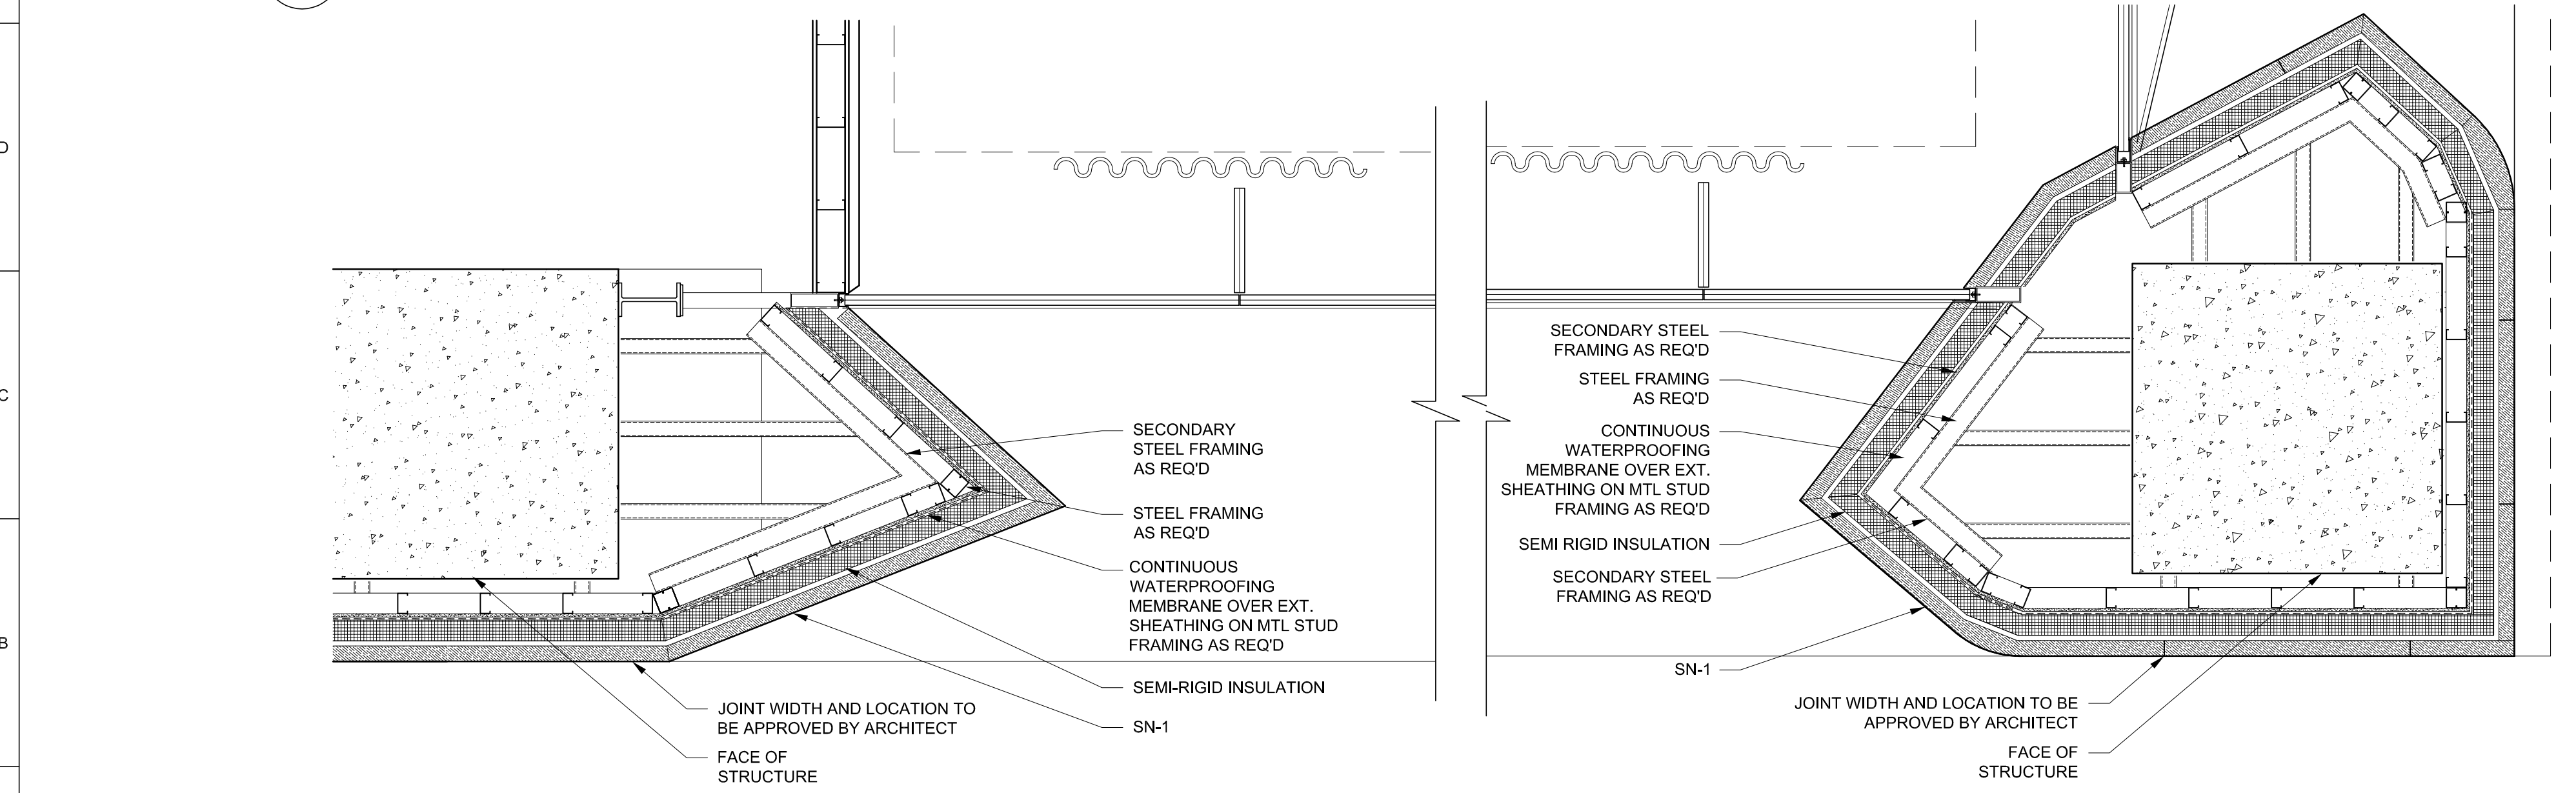 D
C
B
SECONDARY
STEEL FRAMING
AS REQ'D
STEEL FRAMING
AS REQ'D
CONTINUOUS
WATERPROOFING
MEMBRANE OVER EXT.
SHEATHING ON MTL STUD
FRAMING AS REQ'D
SEMI-RIGID INSULATION
SN-1
JOINT WIDTH AND LOCATION TO
BE APPROVED BY ARCHITECT
FACE OF
STRUCTURE
SECONDARY STEEL
FRAMING AS REQ'D
STEEL FRAMING
AS REQ'D
CONTINUOUS
WATERPROOFING
MEMBRANE OVER EXT.
SHEATHING ON MTL STUD
FRAMING AS REQ'D
SEMI RIGID INSULATION
SECONDARY STEEL
FRAMING AS REQ'D
SN-1
JOINT WIDTH AND LOCATION TO BE
APPROVED BY ARCHITECT
FACE OF
STRUCTURE